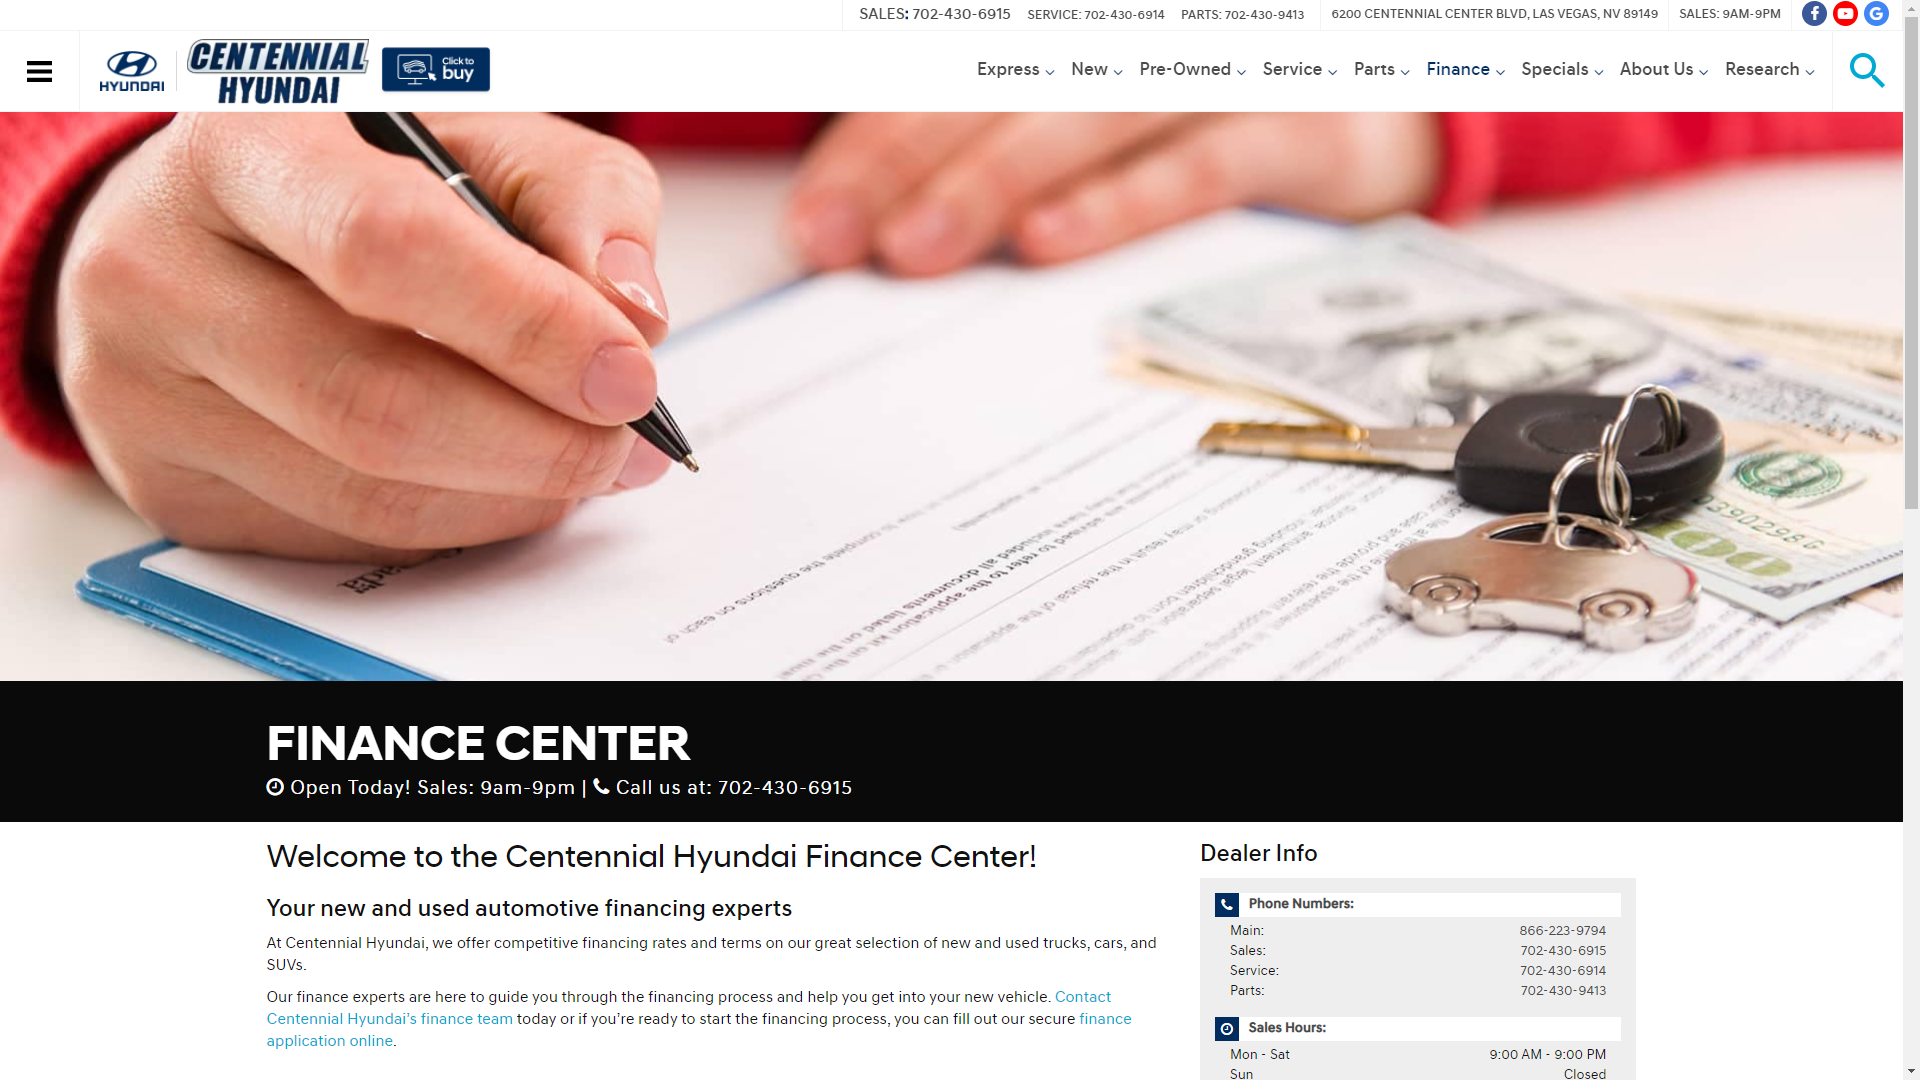 SALES: 702-430-6915 SERVICE: 702-430-6914 PARTS: 702-430-9413 6200 CENTENNIAL CENTER BLVD, LAS VEGAS, NV 89149 SALES: 9AM-9PM
HYUNDAI
CENTENNIAL
HYUNDAI
Click to
buy
Express New Pre-Owned Service Parts Finance Specials About Us Research
FINANCE CENTER
Open Today! Sales: 9am-9pm | Call us at: 702-430-6915
Welcome to the Centennial Hyundai Finance Center!
Your new and used automotive financing experts
At Centennial Hyundai, we offer competitive financing rates and terms on our great selection of new and used trucks, cars, and
SUVs.
Our finance experts are here to guide you through the financing process and help you get into your new vehicle. Contact
Centennial Hyundai’s finance team today or if you’re ready to start the financing process, you can fill out our secure finance
application online.
Dealer Info
Phone Numbers:
Main: 866-223-9794
Sales: 702-430-6915
Service: 702-430-6914
Parts: 702-430-9413
Sales Hours:
Mon - Sat 9:00 AM - 9:00 PM
Sun Closed